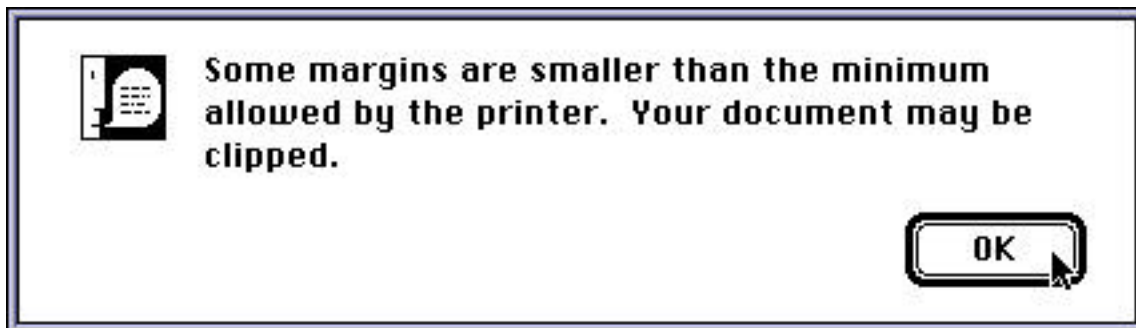 Some margins are smaller than the minimum
allowed by the printer.  Your document may be
clipped.
OK